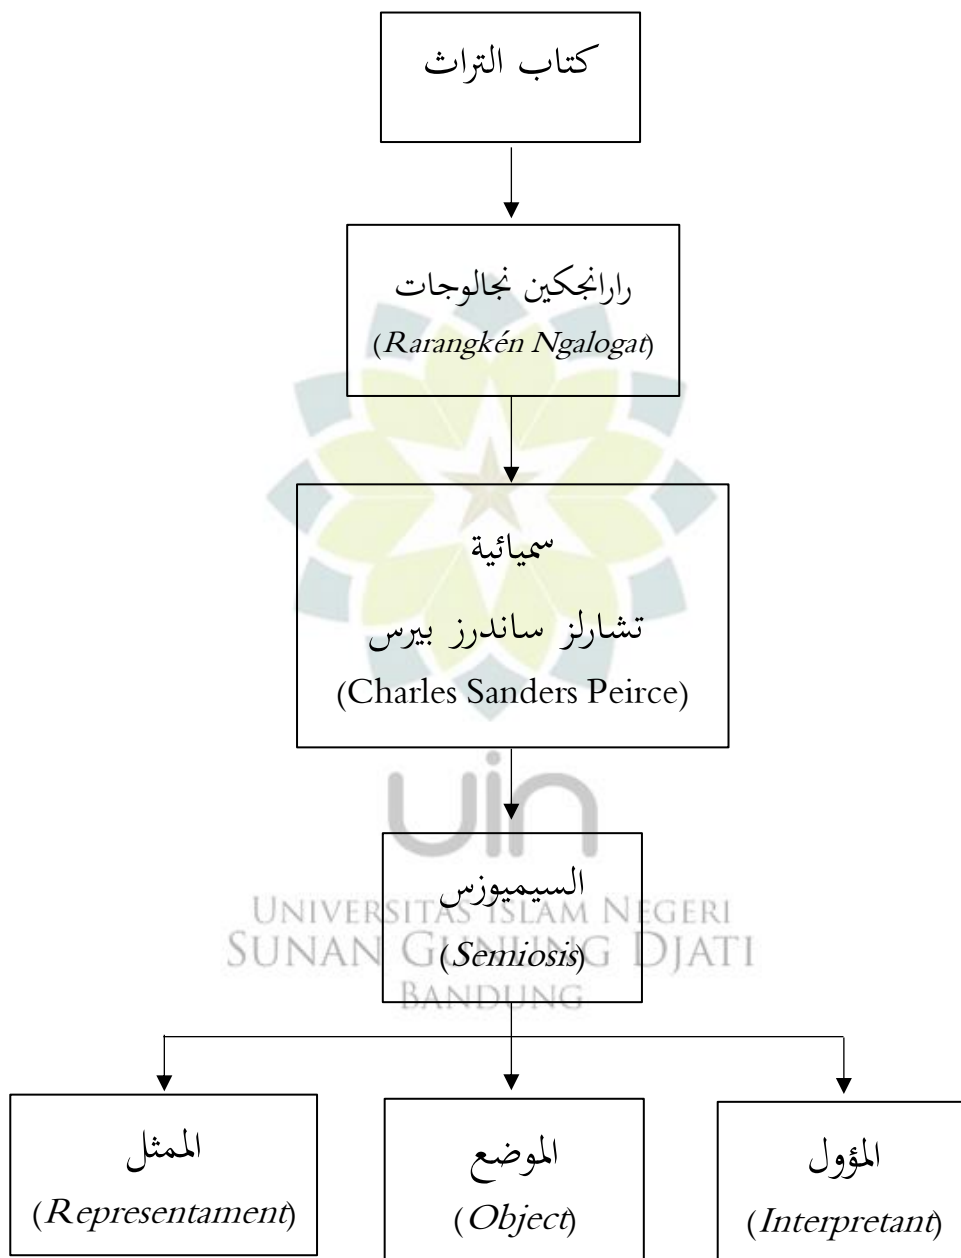 كتاب التراث
رارانجكين نجالوجات
(Rarangkén Ngalogat)
سميائية
تشارلز ساندرز بيرس
(Charles Sanders Peirce)
uin
السيميوزس
UNIVERSITAS ISLAM NEGERI
(Semiosis)
SUNAN GUNUNG DJATI
BANDUNG
الممثل
(Representament)
الموضع
(Object)
المؤول
(Interpretant)